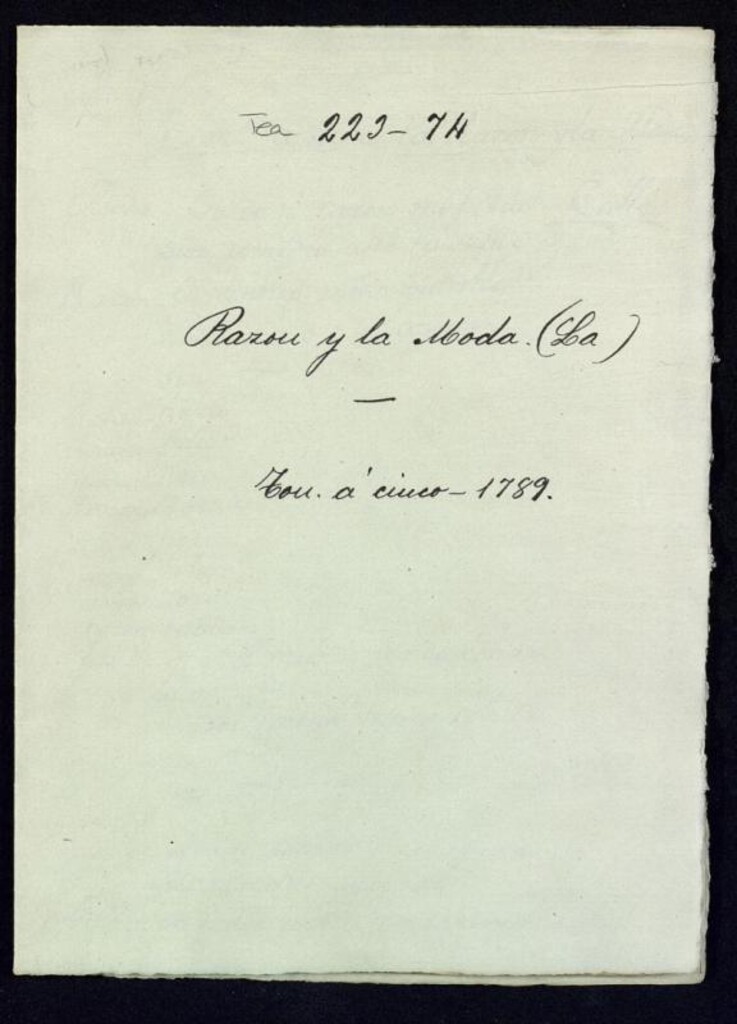 Tea 223-74
Razon y la Moda. (La)
Ton. á cinco - 1789.